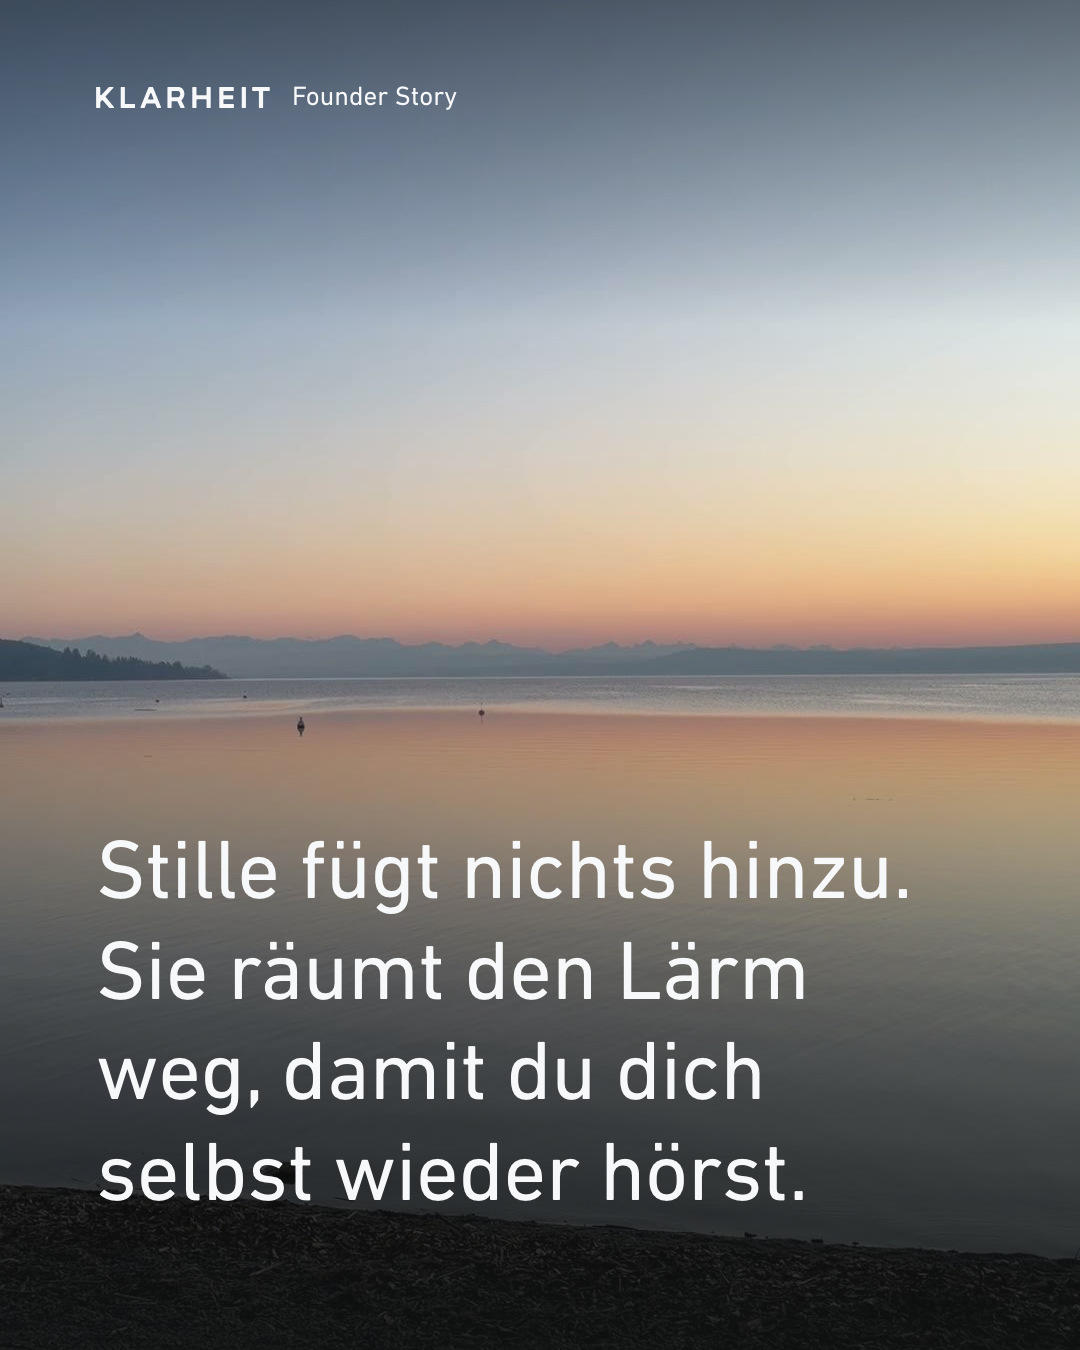 KLARHEIT Founder Story
Stille fügt nichts hinzu.
Sie räumt den Lärm
weg, damit du dich
selbst wieder hörst.